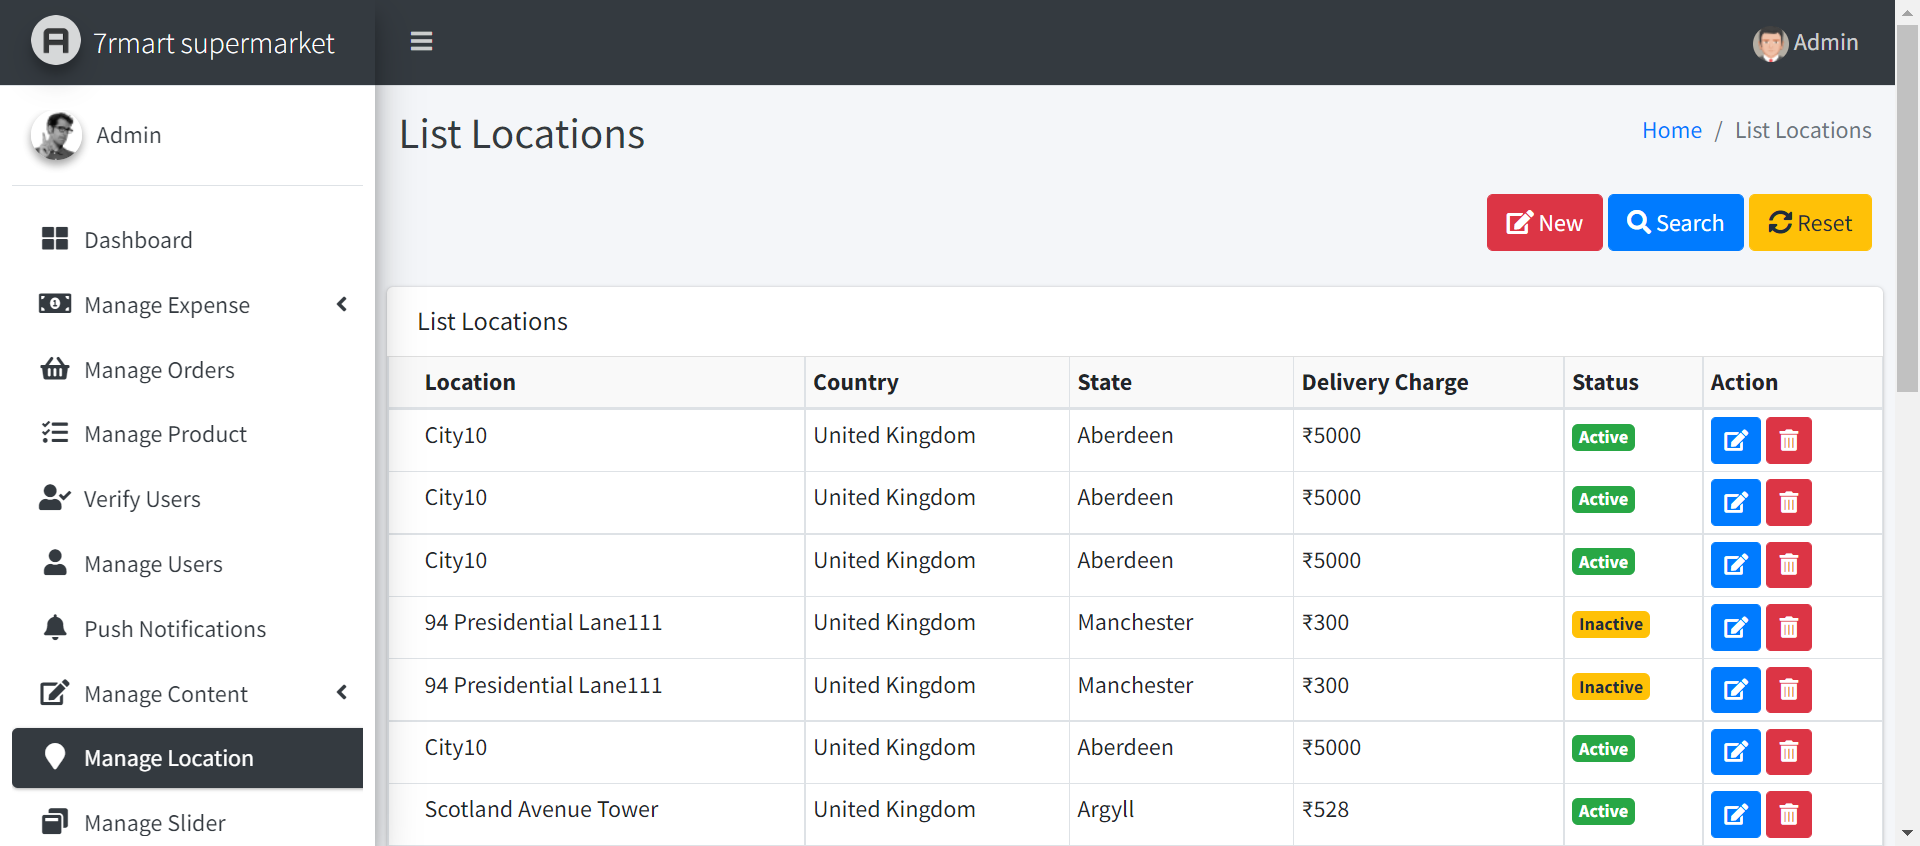 7rmart supermarket
Admin
Admin
List Locations
Home / List Locations
New Search Reset
Dashboard
Manage Expense
Manage Orders
Manage Product
Verify Users
Manage Users
Push Notifications
Manage Content
Manage Location
Manage Slider
List Locations
Location Country State Delivery Charge Status Action
City10 United Kingdom Aberdeen ₹5000 Active
City10 United Kingdom Aberdeen ₹5000 Active
City10 United Kingdom Aberdeen ₹5000 Active
94 Presidential Lane111 United Kingdom Manchester ₹300 Inactive
94 Presidential Lane111 United Kingdom Manchester ₹300 Inactive
City10 United Kingdom Aberdeen ₹5000 Active
Scotland Avenue Tower United Kingdom Argyll ₹528 Active